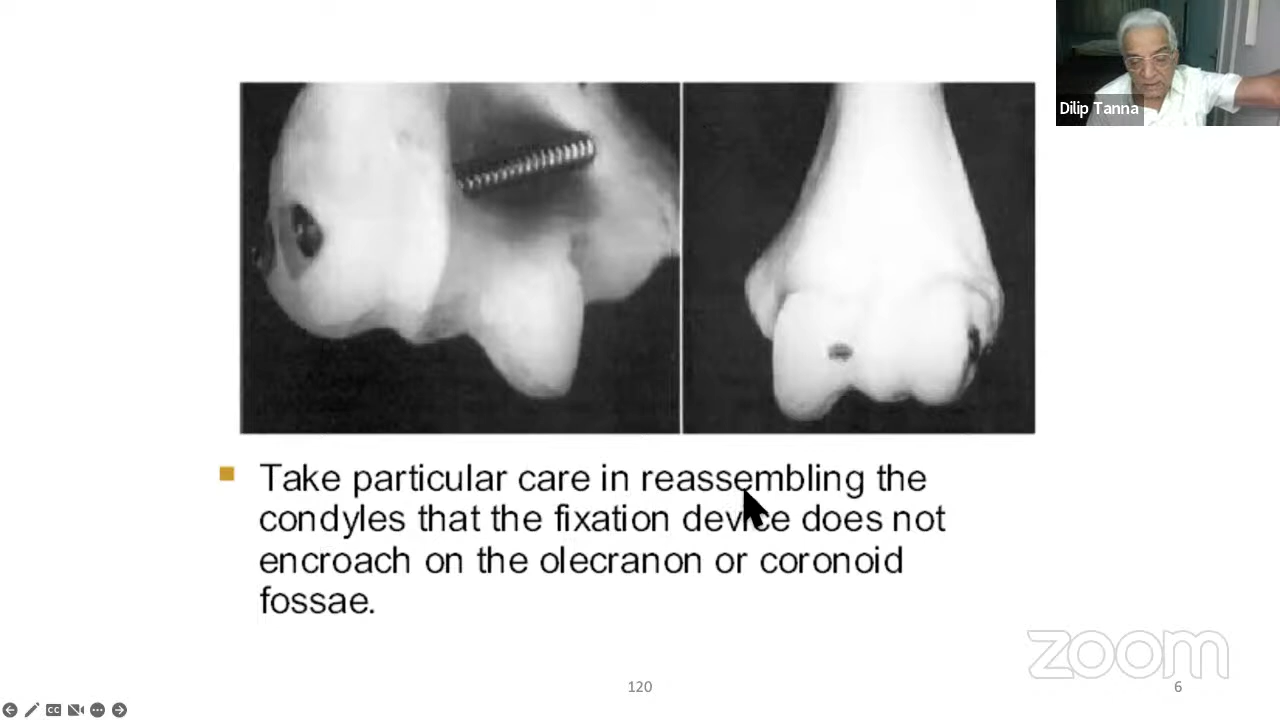 Dilip Tanna
Take particular care in reassembling the
condyles that the fixation device does not
encroach on the olecranon or coronoid
fossae.
zoom
120
6
CC